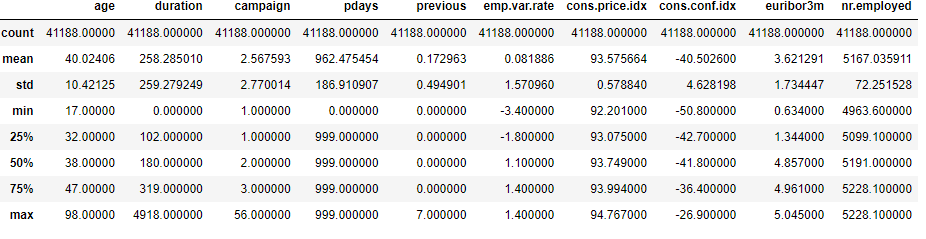 age duration campaign pdays previous emp.var.rate cons.price.idx cons.conf.idx euribor3m nr.employed
count 41188.00000 41188.000000 41188.000000 41188.000000 41188.000000 41188.000000 41188.000000 41188.000000 41188.000000 41188.000000
mean 40.02406 258.285010 2.567593 962.475454 0.172963 0.081886 93.575664 -40.502600 3.621291 5167.035911
std 10.42125 259.279249 2.770014 186.910907 0.494901 1.570960 0.578840 4.628198 1.734447 72.251528
min 17.00000 0.000000 1.000000 0.000000 0.000000 -3.400000 92.201000 -50.800000 0.634000 4963.600000
25% 32.00000 102.000000 1.000000 999.000000 0.000000 -1.800000 93.075000 -42.700000 1.344000 5099.100000
50% 38.00000 180.000000 2.000000 999.000000 0.000000 1.100000 93.749000 -41.800000 4.857000 5191.000000
75% 47.00000 319.000000 3.000000 999.000000 0.000000 1.400000 93.994000 -36.400000 4.961000 5228.100000
max 98.00000 4918.000000 56.000000 999.000000 7.000000 1.400000 94.767000 -26.900000 5.045000 5228.100000